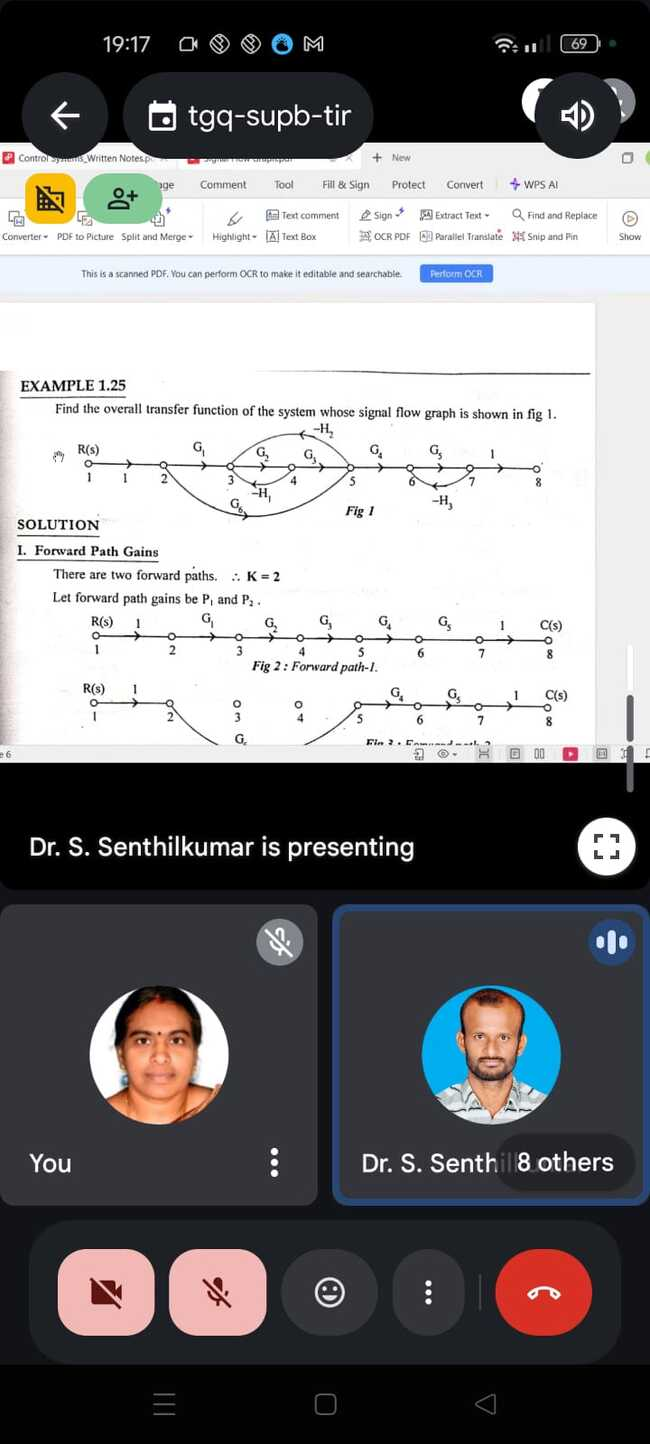 19:17
69
tgq-supb-tir
Control Systems_Written Notes.p
Signal Flow Graph.pdf
+ New
age Comment Tool Fill & Sign Protect Convert WPS AI
Text comment Sign Extract Text Find and Replace
Converter PDF to Picture Split and Merge Highlight Text Box OCR PDF Parallel Translate Snip and Pin Show
This is a scanned PDF. You can perform OCR to make it editable and searchable. Perform OCR
EXAMPLE 1.25
Find the overall transfer function of the system whose signal flow graph is shown in fig 1.
–H₂
R(s) G₁ G₂ G₃ G₄ G₅ 1
1 1 2 3 –H₁ 4 5 6 7 8
G₆ –H₃
Fig 1
SOLUTION
I. Forward Path Gains
There are two forward paths. ∴ K = 2
Let forward path gains be P₁ and P₂ .
R(s) 1 G₁ G₂ G₃ G₄ G₅ 1 C(s)
1 2 3 4 5 6 7 8
Fig 2 : Forward path-1.
R(s) 1 G₄ G₅ 1 C(s)
1 2 3 4 5 6 7 8
e 6
Dr. S. Senthilkumar is presenting
You
Dr. S. Senthil
8 others